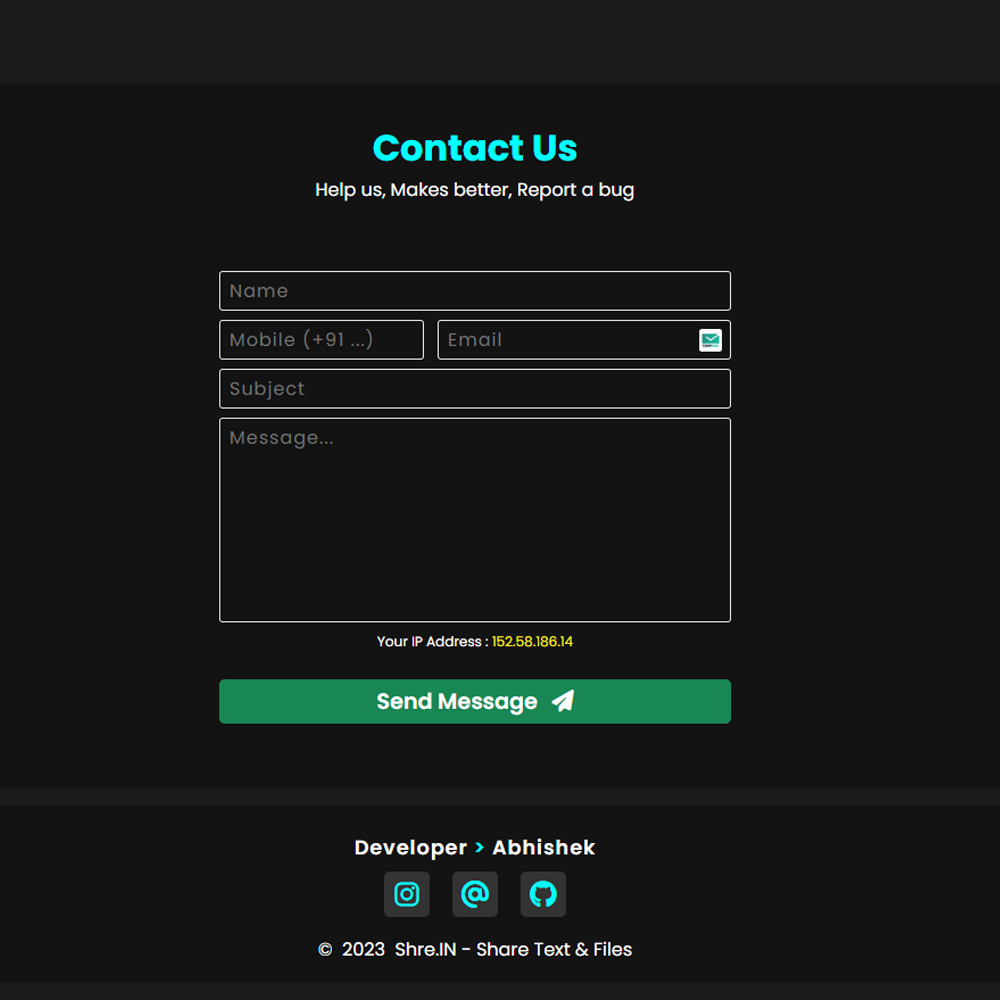 Contact Us
Help us, Makes better, Report a bug
Name
Mobile (+91 ...)
Email
Subject
Message...
Your IP Address : 152.58.186.14
Send Message
Developer > Abhishek
© 2023 Shre.IN - Share Text & Files